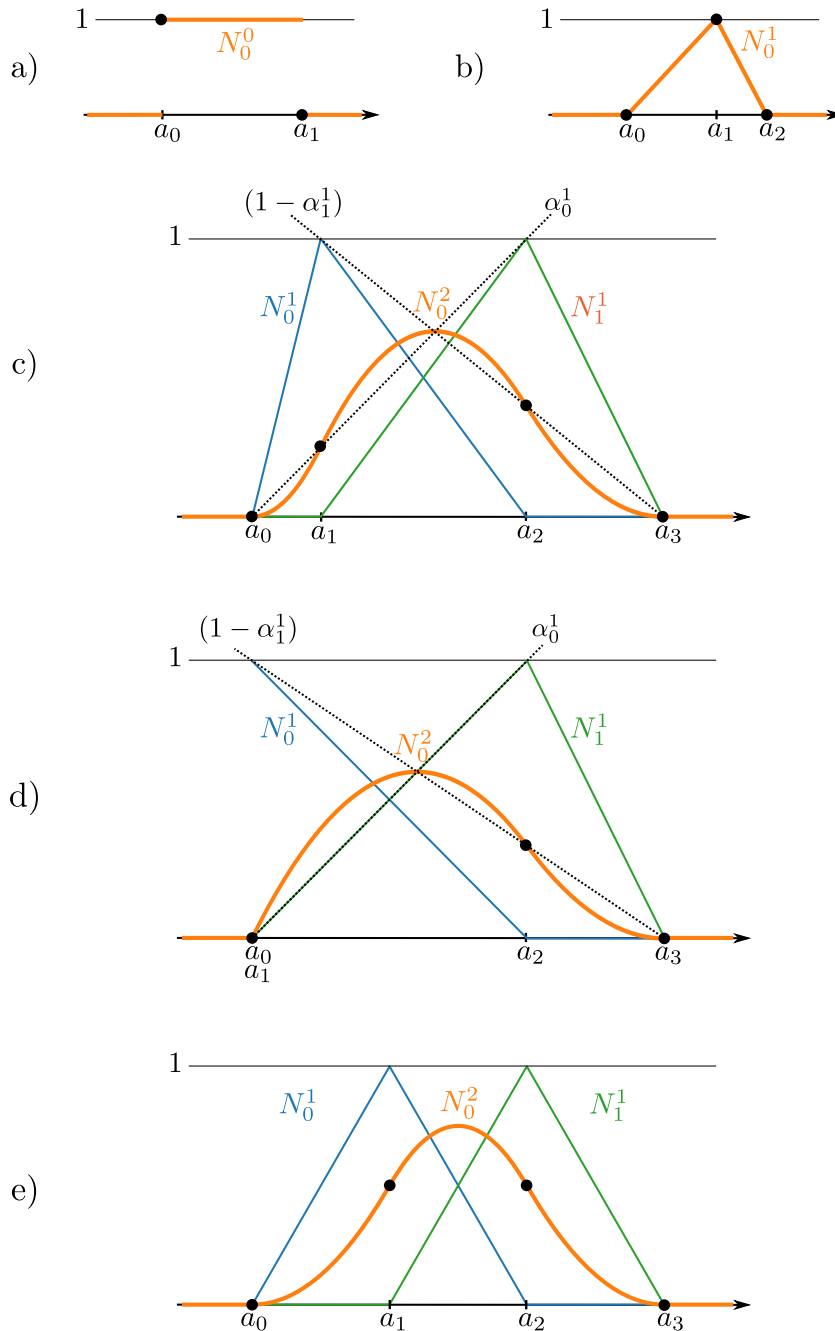 a)
1
N_0^0
a_0 a_1
b)
1
N_0^1
a_0 a_1 a_2
c)
(1 − α_1^1) α_0^1
1
N_0^1 N_0^2 N_1^1
a_0 a_1 a_2 a_3
d)
(1 − α_1^1) α_0^1
1
N_0^1 N_0^2 N_1^1
a_0 a_2 a_3
a_1
e)
1
N_0^1 N_0^2 N_1^1
a_0 a_1 a_2 a_3